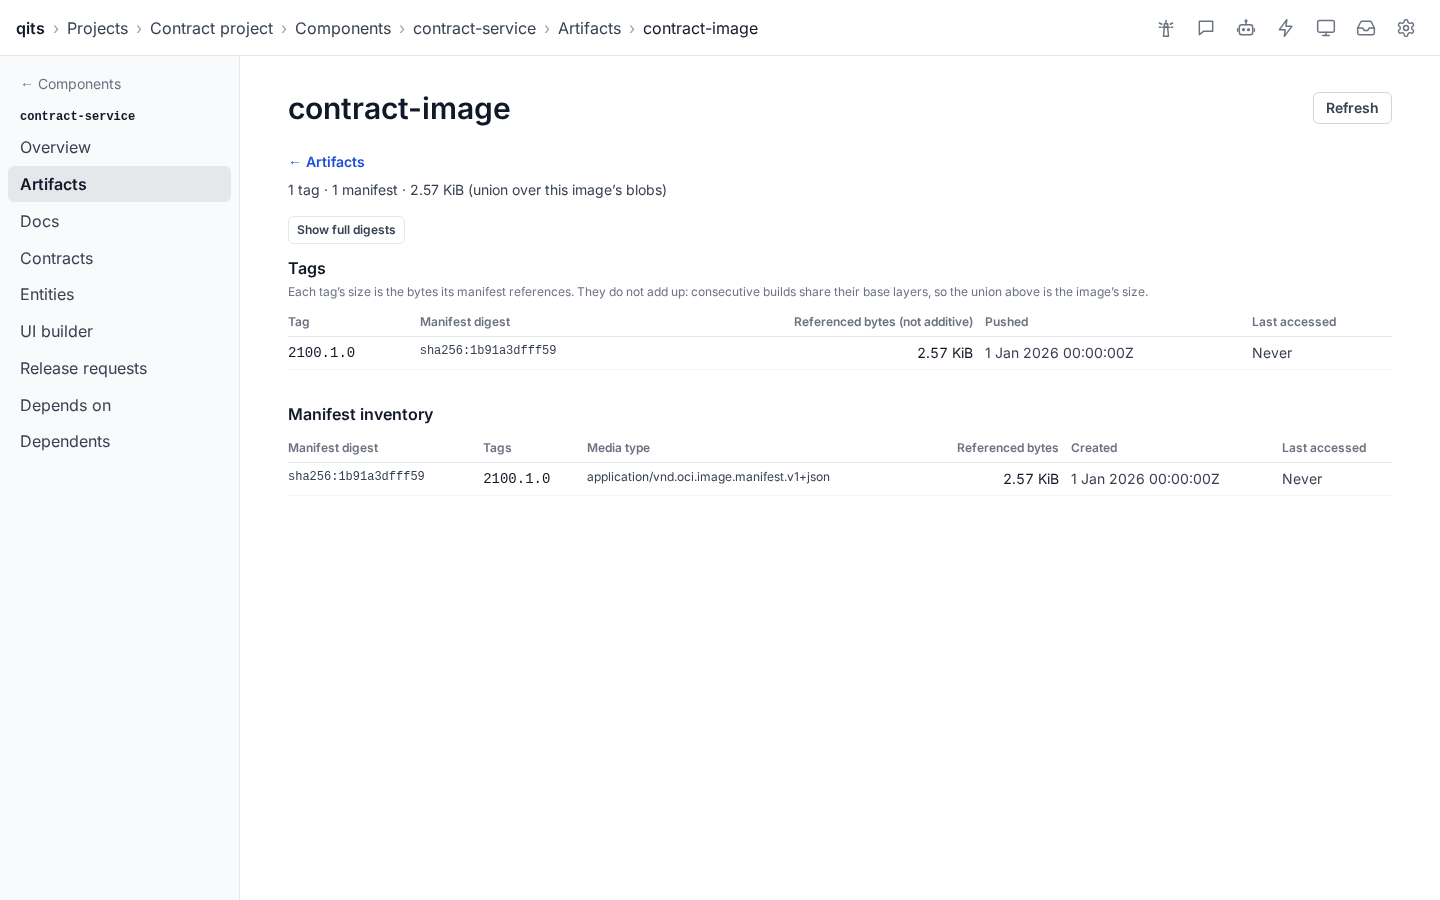 qits › Projects › Contract project › Components › contract-service › Artifacts › contract-image
← Components
contract-service
Overview
Artifacts
Docs
Contracts
Entities
UI builder
Release requests
Depends on
Dependents
contract-image
Refresh
← Artifacts
1 tag · 1 manifest · 2.57 KiB (union over this image’s blobs)
Show full digests
Tags
Each tag’s size is the bytes its manifest references. They do not add up: consecutive builds share their base layers, so the union above is the image’s size.
Tag Manifest digest Referenced bytes (not additive) Pushed Last accessed
2100.1.0 sha256:1b91a3dfff59 2.57 KiB 1 Jan 2026 00:00:00Z Never
Manifest inventory
Manifest digest Tags Media type Referenced bytes Created Last accessed
sha256:1b91a3dfff59 2100.1.0 application/vnd.oci.image.manifest.v1+json 2.57 KiB 1 Jan 2026 00:00:00Z Never